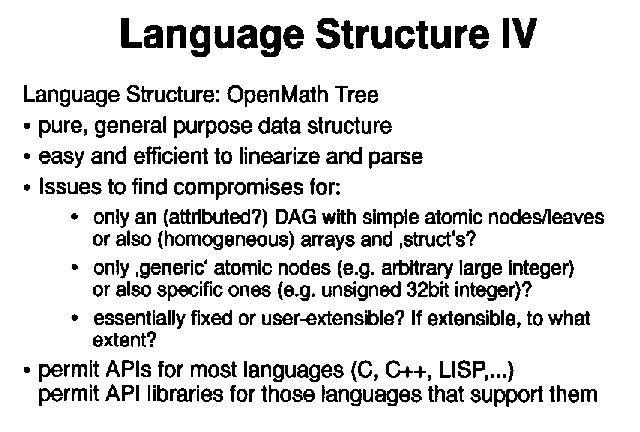 Language Structure IV
Language Structure: OpenMath Tree
• pure, general purpose data structure
• easy and efficient to linearize and parse
• Issues to find compromises for:
• only an (attributed?) DAG with simple atomic nodes/leaves
or also (homogeneous) arrays and ‚struct's?
• only ‚generic‘ atomic nodes (e.g. arbitrary large integer)
or also specific ones (e.g. unsigned 32bit integer)?
• essentially fixed or user-extensible? If extensible, to what
extent?
• permit APIs for most languages (C, C++, LISP,...)
permit API libraries for those languages that support them